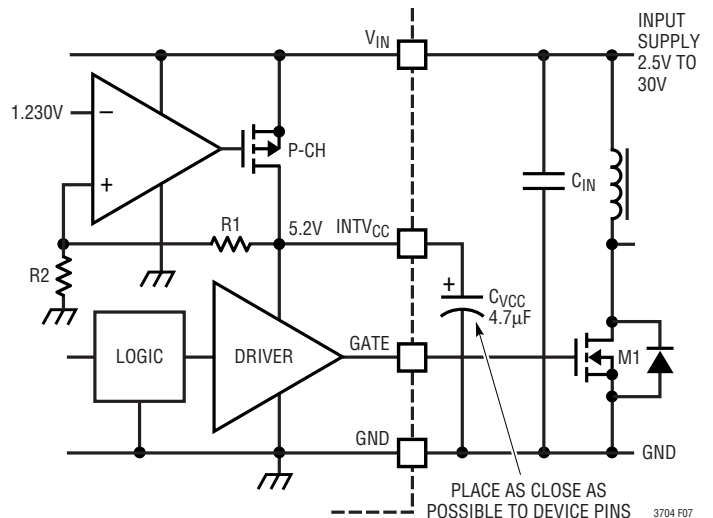 V_IN
INPUT
SUPPLY
2.5V TO
30V
1.230V
−
+
P-CH
C_IN
R1
5.2V
INTV_CC
R2
+
C_VCC
4.7µF
LOGIC
DRIVER
GATE
M1
GND
GND
PLACE AS CLOSE AS
POSSIBLE TO DEVICE PINS
3704 F07